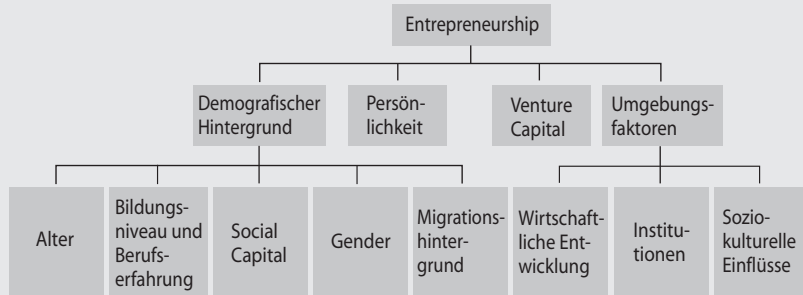 Entrepreneurship
Demografischer
Hintergrund
Persön-
lichkeit
Venture
Capital
Umgebungs-
faktoren
Alter
Bildungs-
niveau und
Berufs-
erfahrung
Social
Capital
Gender
Migrations-
hinter-
grund
Wirtschaft-
liche Ent-
wicklung
Institu-
tionen
Sozio-
kulturelle
Einflüsse